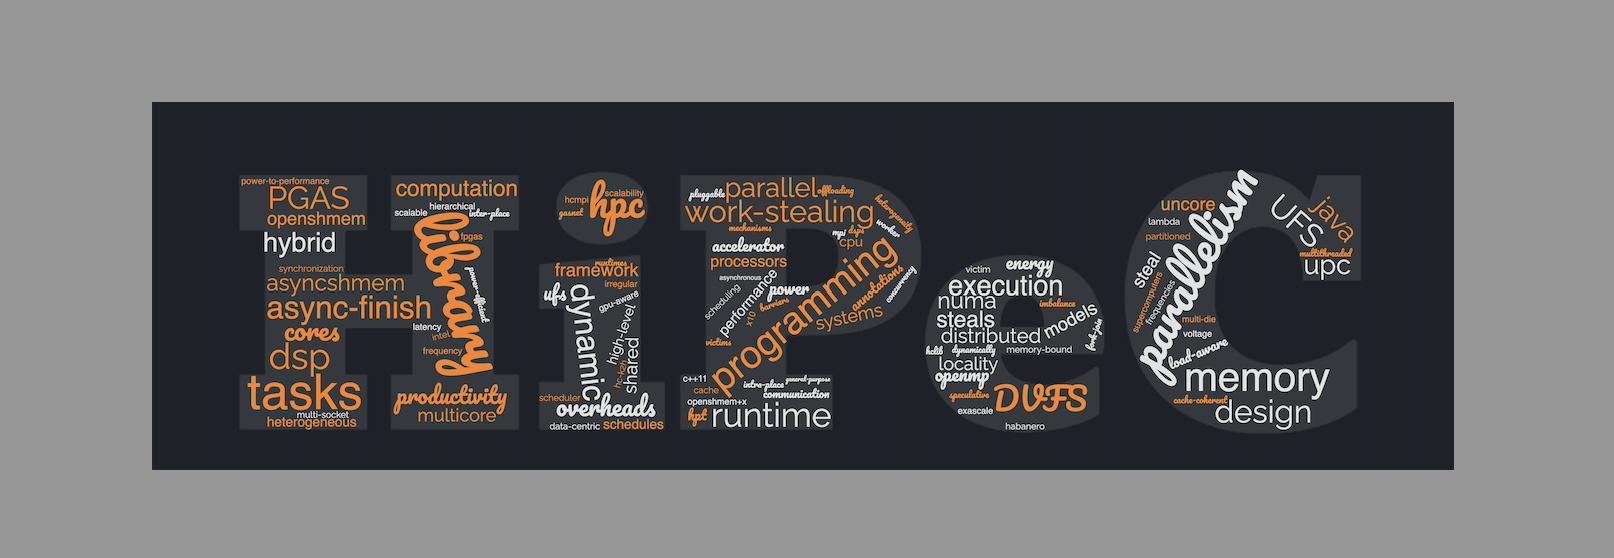 HiPeC
power-to-performance
PGAS
openshmem
hybrid
synchronization
asyncshmem
async-finish
cores
dsp
tasks
multi-socket
heterogeneous
computation
hierarchical
scalable
inter-place
library
fpgas
power-efficient
latency
intel
frequency
productivity
multicore
scalability
hcmpi
gasnet
hpc
runtimes
framework
irregular
ufs
gpu-aware
dynamic
high-level
shared
hc-k2h
scheduler
overheads
data-centric
schedules
pluggable
parallel
offloading
heterogeneity
work-stealing
mechanisms
mpi
dsps
worker
cpu
accelerator
processors
asynchronous
programming
annotations
concurrency
scheduling
performance
power
barriers
x10
systems
victims
c++11
cache
intra-place
general-purpose
communication
openshmem+x
hpt
runtime
victim
energy
execution
numa
imbalance
steals
distributed
models
fork-join
hclib
dynamically
memory-bound
locality
openmp
speculative
DVFS
exascale
habanero
uncore
lambda
partitioned
parallelism
steal
supercomputers
frequencies
multi-die
voltage
load-aware
UFS
java
multithreaded
upc
memory
cache-coherent
design